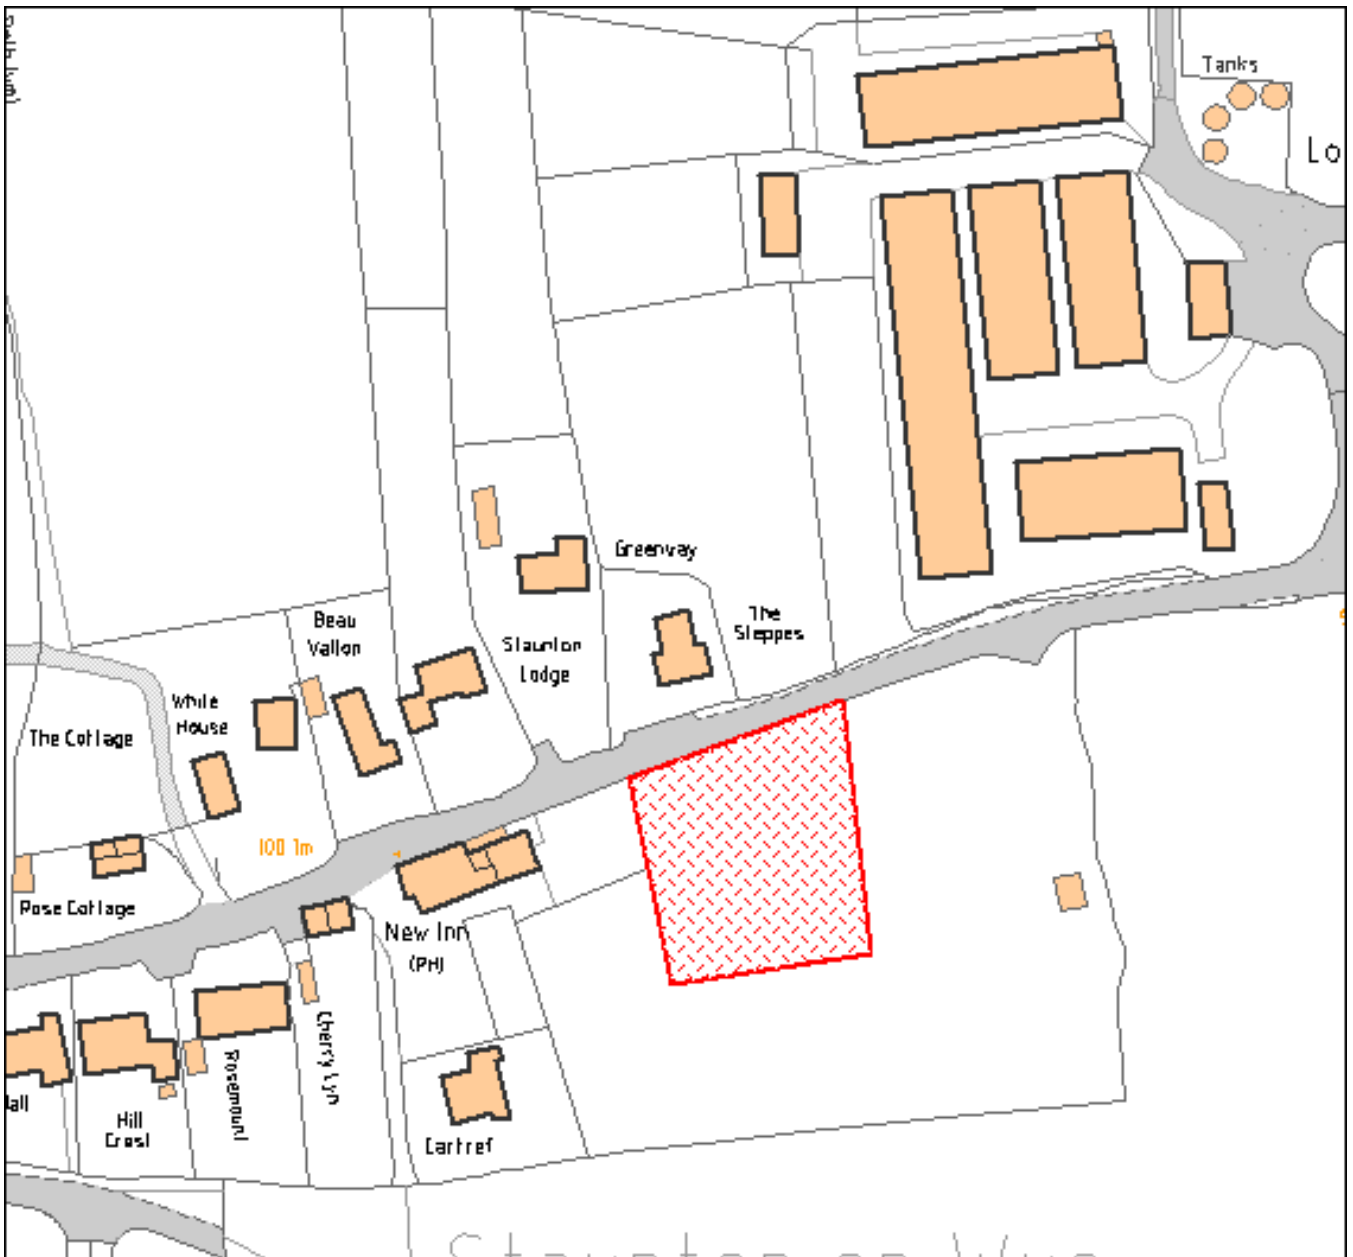 Tanks
Lo
Greenway
The
Steppes
Beau
Vallon
Staunton
Lodge
White
House
The Cottage
100.1m
Rose Cottage
New Inn
(PH)
Cherry Lyn
Rosemount
Hill
Crest
Cartref
Staunton on Wye